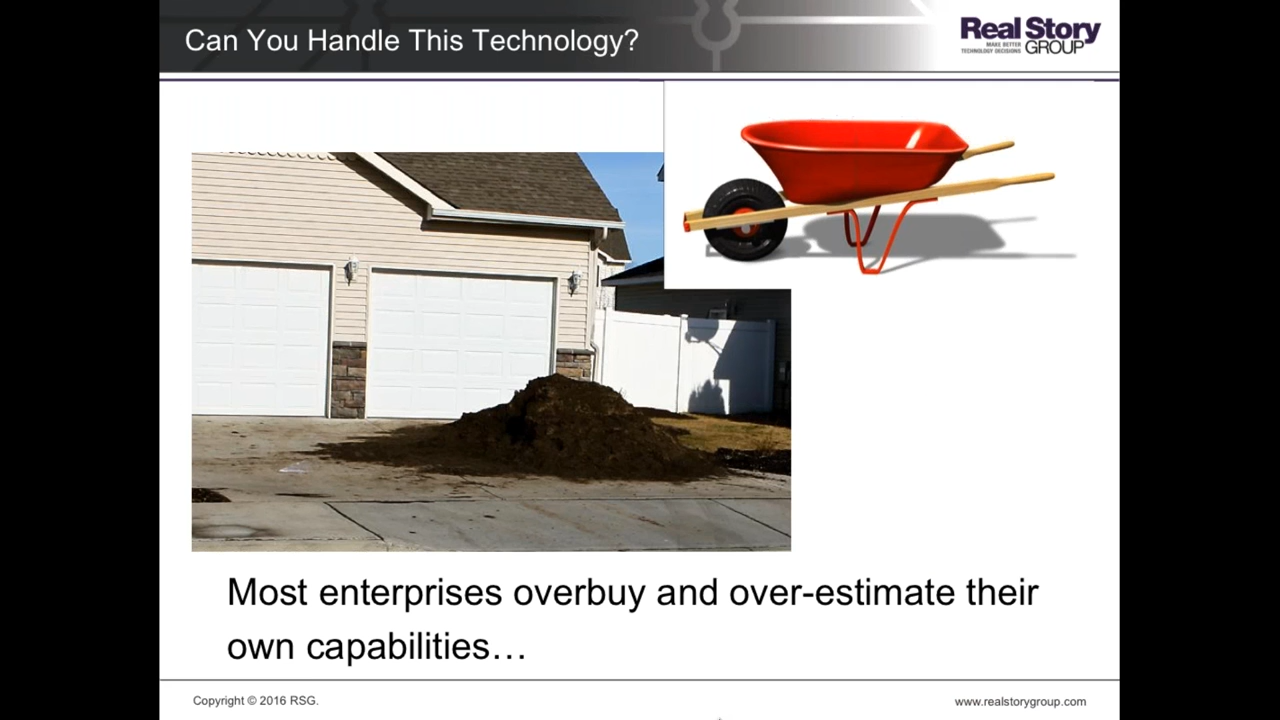 Can You Handle This Technology?
Real Story
MAKE BETTER
TECHNOLOGY DECISIONS
GROUP
Most enterprises overbuy and over-estimate their
own capabilities…
Copyright © 2016 RSG.
www.realstorygroup.com